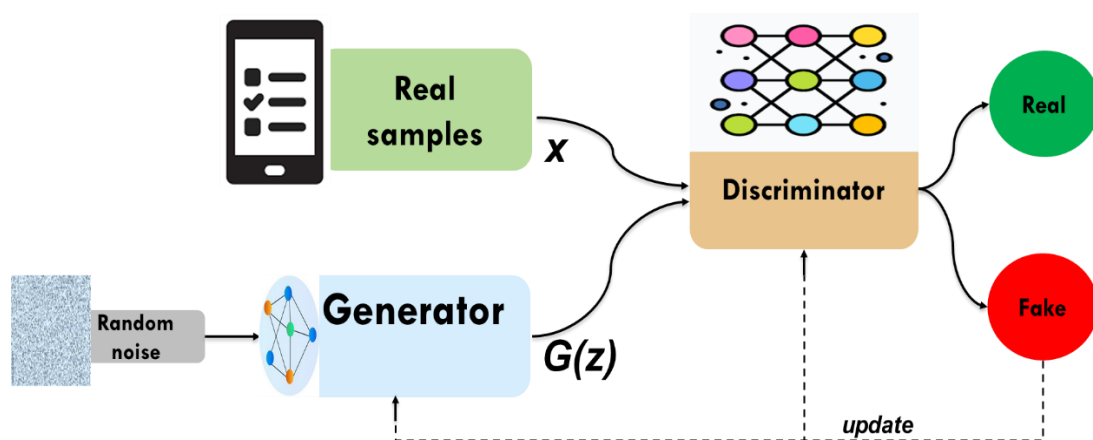 Real
samples
x
Discriminator
Real
Random
noise
Generator
G(z)
Fake
update